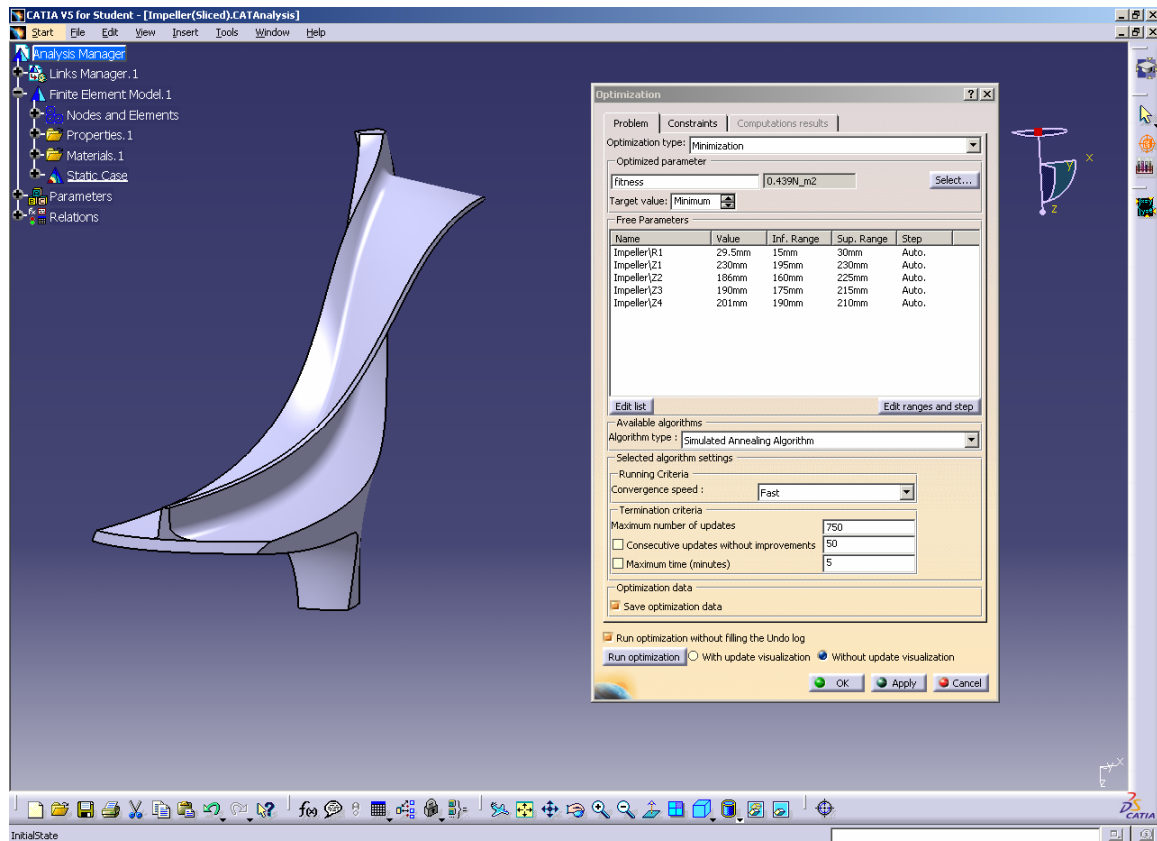 CATIA V5 for Student - [Impeller(Sliced).CATAnalysis]
Start File Edit View Insert Tools Window Help
Analysis Manager
Links Manager.1
Finite Element Model.1
Nodes and Elements
Properties.1
Materials.1
Static Case
Parameters
Relations
Optimization
Problem Constraints Computations results
Optimization type: Minimization
Optimized parameter
fitness 0.439N_m2 Select...
Target value: Minimum
Free Parameters
Name Value Inf. Range Sup. Range Step
Impeller\R1 29.5mm 15mm 30mm Auto.
Impeller\Z1 230mm 195mm 230mm Auto.
Impeller\Z2 186mm 160mm 225mm Auto.
Impeller\Z3 190mm 175mm 215mm Auto.
Impeller\Z4 201mm 190mm 210mm Auto.
Edit list Edit ranges and step
Available algorithms
Algorithm type : Simulated Annealing Algorithm
Selected algorithm settings
Running Criteria
Convergence speed : Fast
Termination criteria
Maximum number of updates 750
Consecutive updates without improvements 50
Maximum time (minutes) 5
Optimization data
Save optimization data
Run optimization without filling the Undo log
Run optimization With update visualization Without update visualization
OK Apply Cancel
x
y
z
x
y
z
f(x)
CATIA
InitialState